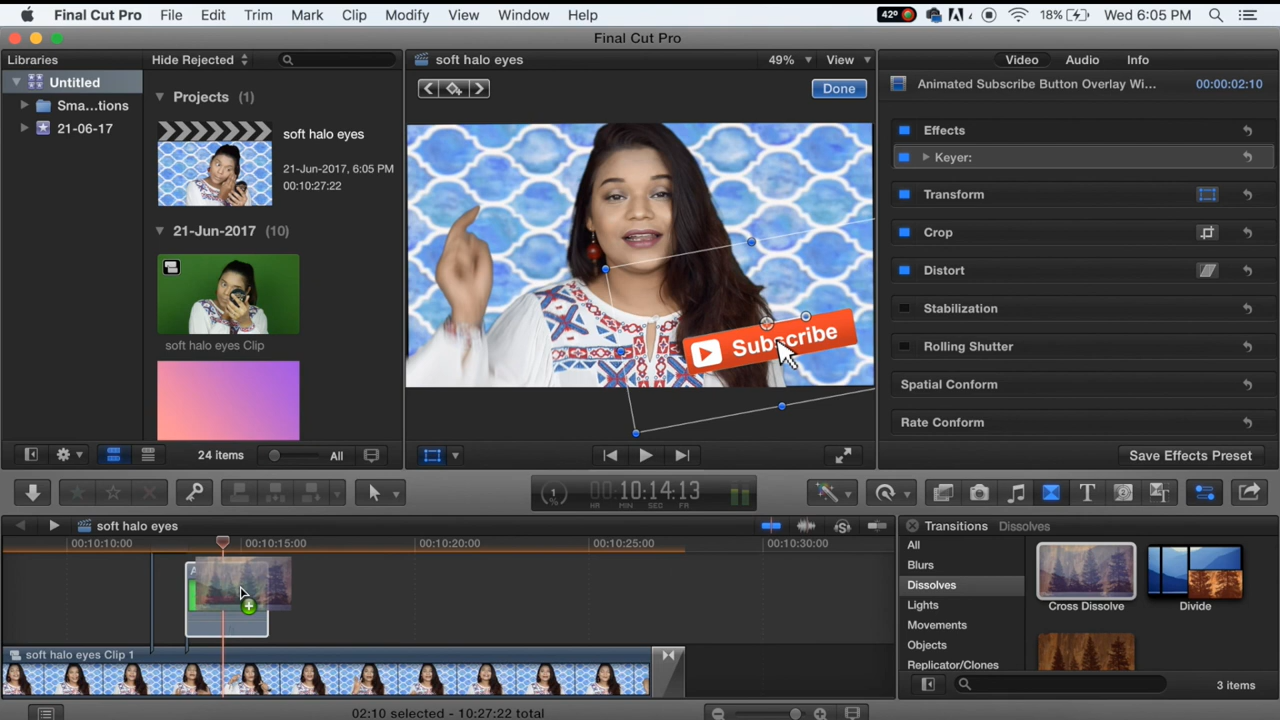 Final Cut Pro File Edit Trim Mark Clip Modify View Window Help 42° 18% Wed 6:05 PM
Final Cut Pro
Libraries
Untitled
Sma...tions
21-06-17
Hide Rejected
Projects (1)
soft halo eyes
21-Jun-2017, 6:05 PM
00:10:27:22
21-Jun-2017 (10)
soft halo eyes Clip
24 items All
soft halo eyes 49% View
Done
Subscribe
Video Audio Info
Animated Subscribe Button Overlay Wi... 00:00:02:10
Effects
Keyer:
Transform
Crop
Distort
Stabilization
Rolling Shutter
Spatial Conform
Rate Conform
Save Effects Preset
1 % 00:10:14:13
HR MIN SEC FR
soft halo eyes
00:10:10:00 00:10:15:00 00:10:20:00 00:10:25:00 00:10:30:00
A
soft halo eyes Clip 1
02:10 selected - 10:27:22 total
Transitions Dissolves
All
Blurs
Dissolves
Lights
Movements
Objects
Replicator/Clones
Cross Dissolve
Divide
3 items